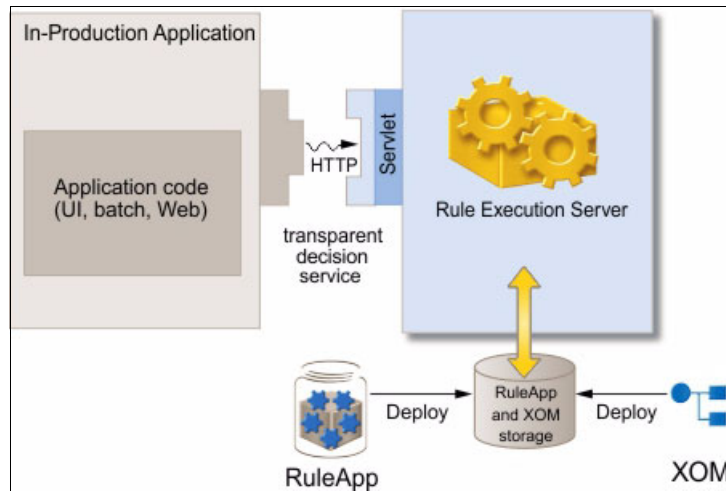 In-Production Application
Application code
(UI, batch, Web)
HTTP
transparent
decision
service
Servlet
Rule Execution Server
RuleApp
and XOM
storage
Deploy
Deploy
RuleApp
XOM